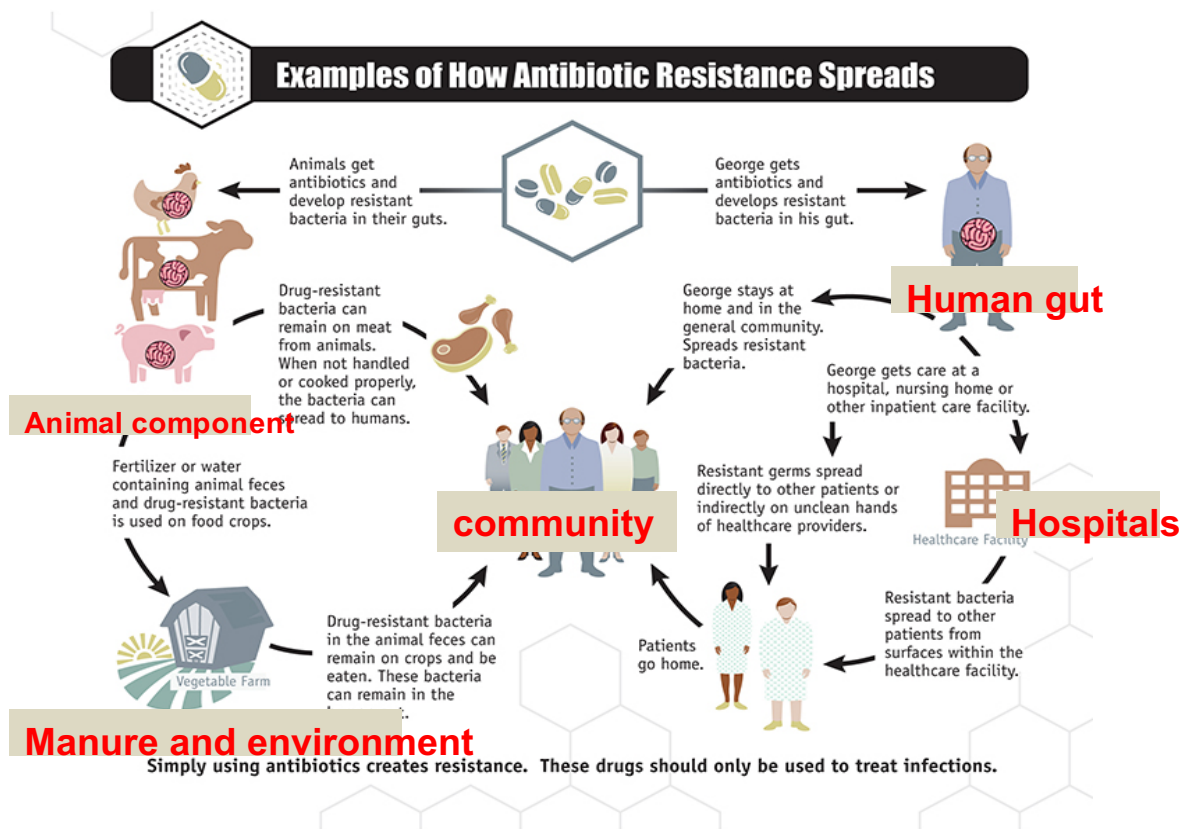 Examples of How Antibiotic Resistance Spreads
Animals get
antibiotics and
develop resistant
bacteria in their guts.
George gets
antibiotics and
develops resistant
bacteria in his gut.
Drug-resistant
bacteria can
remain on meat
from animals.
When not handled
or cooked properly,
the bacteria can
spread to humans.
George stays at
home and in the
general community.
Spreads resistant
bacteria.
Human gut
George gets care at a
hospital, nursing home or
other inpatient care facility.
Animal component
Fertilizer or water
containing animal feces
and drug-resistant bacteria
is used on food crops.
community
Resistant germs spread
directly to other patients or
indirectly on unclean hands
of healthcare providers.
Hospitals
Healthcare Facility
Vegetable Farm
Drug-resistant bacteria
in the animal feces can
remain on crops and be
eaten. These bacteria
can remain in the
Patients
go home.
Resistant bacteria
spread to other
patients from
surfaces within the
healthcare facility.
Manure and environment
Simply using antibiotics creates resistance. These drugs should only be used to treat infections.